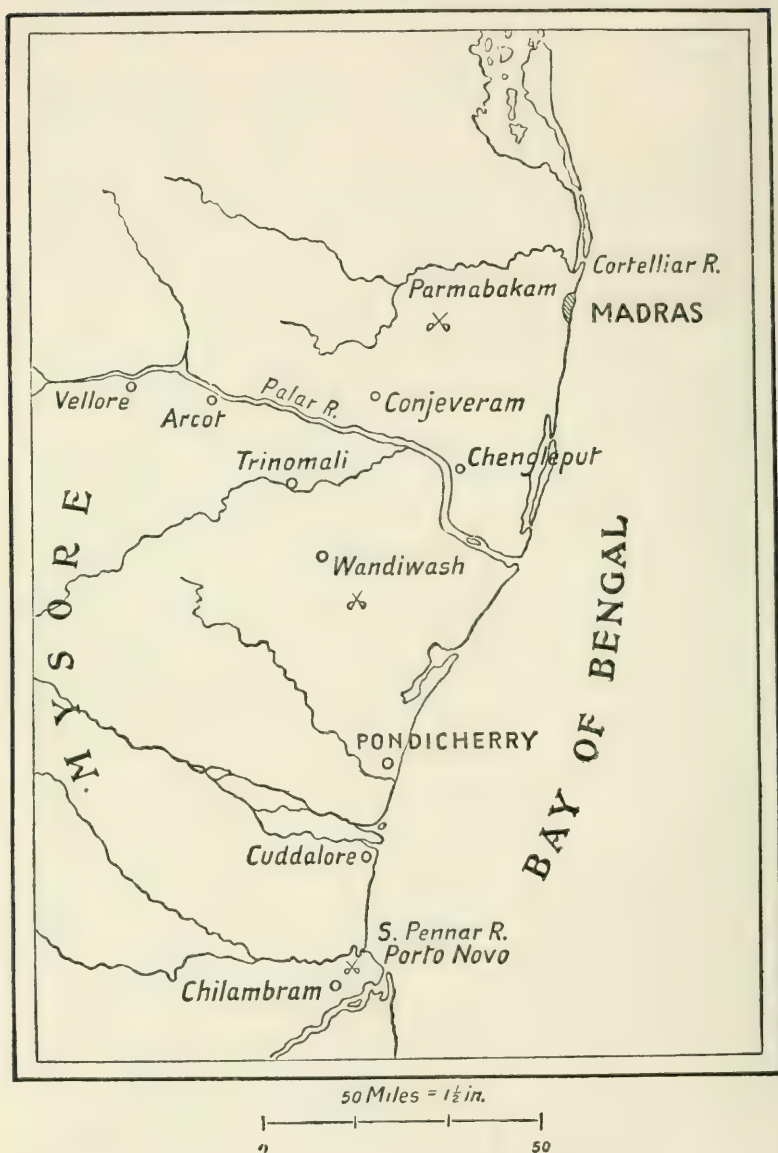 Cortelliar R.
Parmabakam
MADRAS
Palar R.
Vellore
Arcot
Conjeveram
Chengleput
Trinomali
Wandiwash
MYSORE
BAY OF BENGAL
PONDICHERRY
Cuddalore
S. Pennar R.
Porto Novo
Chilambram
50 Miles = 1½ in.
50